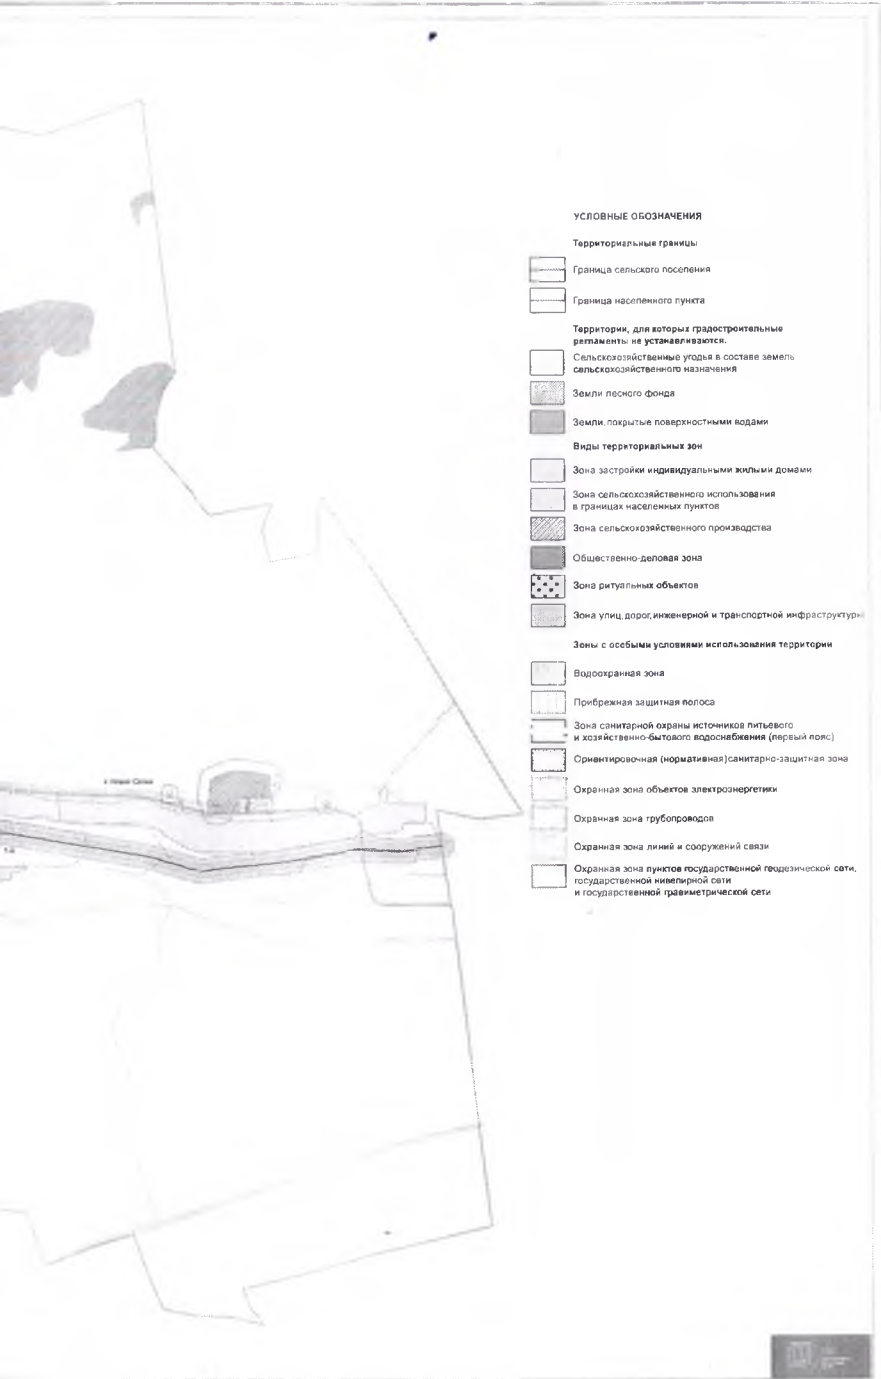 УСЛОВНЫЕ ОБОЗНАЧЕНИЯ
Территориальные границы
Граница сельского поселения
Граница населенного пункта
Территории, для которых градостроительные
регламенты не устанавливаются.
Сельскохозяйственные угодья в составе земель
сельскохозяйственного назначения
Земли лесного фонда
Земли, покрытые поверхностными водами
Виды территориальных зон
Зона застройки индивидуальными жилыми домами
Зона сельскохозяйственного использования
в границах населенных пунктов
Зона сельскохозяйственного производства
Общественно-деловая зона
Зона ритуальных объектов
Зона улиц, дорог, инженерной и транспортной инфраструктуры
Зоны с особыми условиями использования территории
Водоохранная зона
Прибрежная защитная полоса
Зона санитарной охраны источников питьевого
и хозяйственно-бытового водоснабжения (первый пояс)
Ориентировочная (нормативная) санитарно-защитная зона
Охранная зона объектов электроэнергетики
Охранная зона трубопроводов
Охранная зона линий и сооружений связи
Охранная зона пунктов государственной геодезической сети,
государственной нивелирной сети
и государственной гравиметрической сети